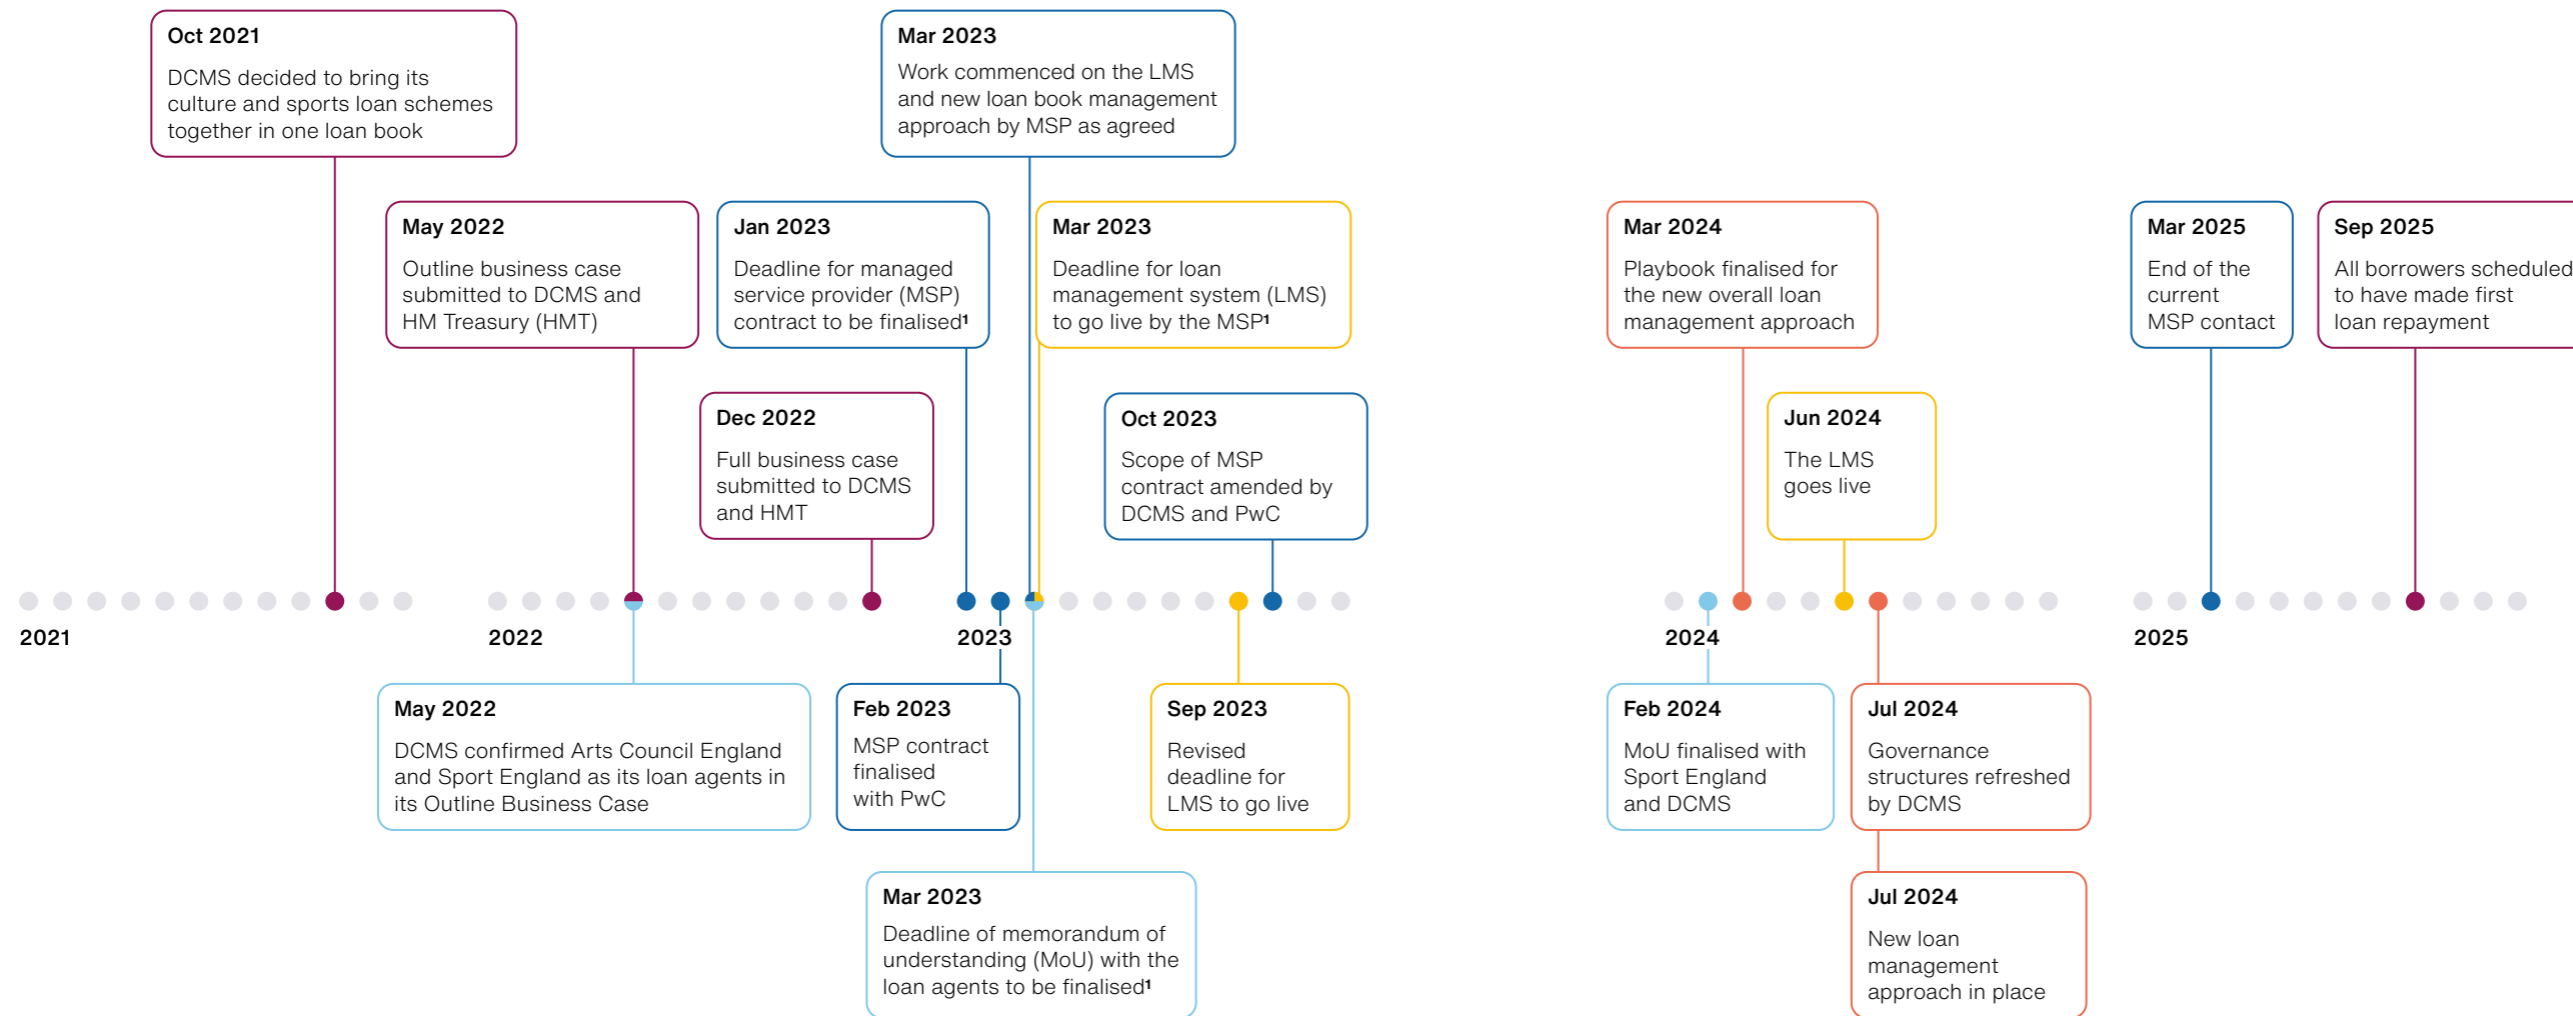 Oct 2021
DCMS decided to bring its
culture and sports loan schemes
together in one loan book
Mar 2023
Work commenced on the LMS
and new loan book management
approach by MSP as agreed
May 2022
Outline business case
submitted to DCMS and
HM Treasury (HMT)
Jan 2023
Deadline for managed
service provider (MSP)
contract to be finalised¹
Mar 2023
Deadline for loan
management system (LMS)
to go live by the MSP¹
Mar 2024
Playbook finalised for
the new overall loan
management approach
Mar 2025
End of the
current
MSP contact
Sep 2025
All borrowers scheduled
to have made first
loan repayment
Dec 2022
Full business case
submitted to DCMS
and HMT
Oct 2023
Scope of MSP
contract amended by
DCMS and PwC
Jun 2024
The LMS
goes live
2021
2022
2023
2024
2025
May 2022
DCMS confirmed Arts Council England
and Sport England as its loan agents in
its Outline Business Case
Feb 2023
MSP contract
finalised
with PwC
Sep 2023
Revised
deadline for
LMS to go live
Feb 2024
MoU finalised with
Sport England
and DCMS
Jul 2024
Governance
structures refreshed
by DCMS
Mar 2023
Deadline of memorandum of
understanding (MoU) with the
loan agents to be finalised¹
Jul 2024
New loan
management
approach in place